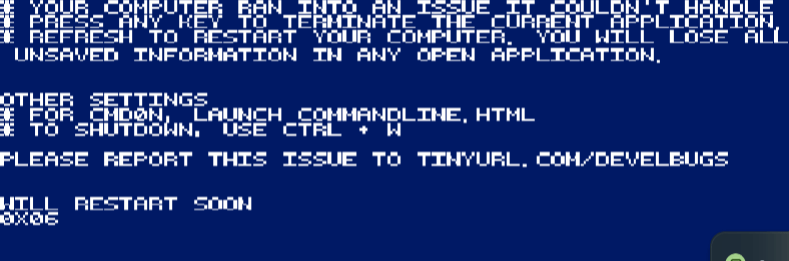 * YOUR COMPUTER RAN INTO AN ISSUE IT COULDN'T HANDLE
* PRESS ANY KEY TO TERMINATE THE CURRENT APPLICATION.
* REFRESH TO RESTART YOUR COMPUTER. YOU WILL LOSE ALL
UNSAVED INFORMATION IN ANY OPEN APPLICATION.
OTHER SETTINGS
* FOR CMD0N, LAUNCH COMMANDLINE.HTML
* TO SHUTDOWN, USE CTRL + W
PLEASE REPORT THIS ISSUE TO TINYURL.COM/DEVELBUGS
WILL RESTART SOON
0X06